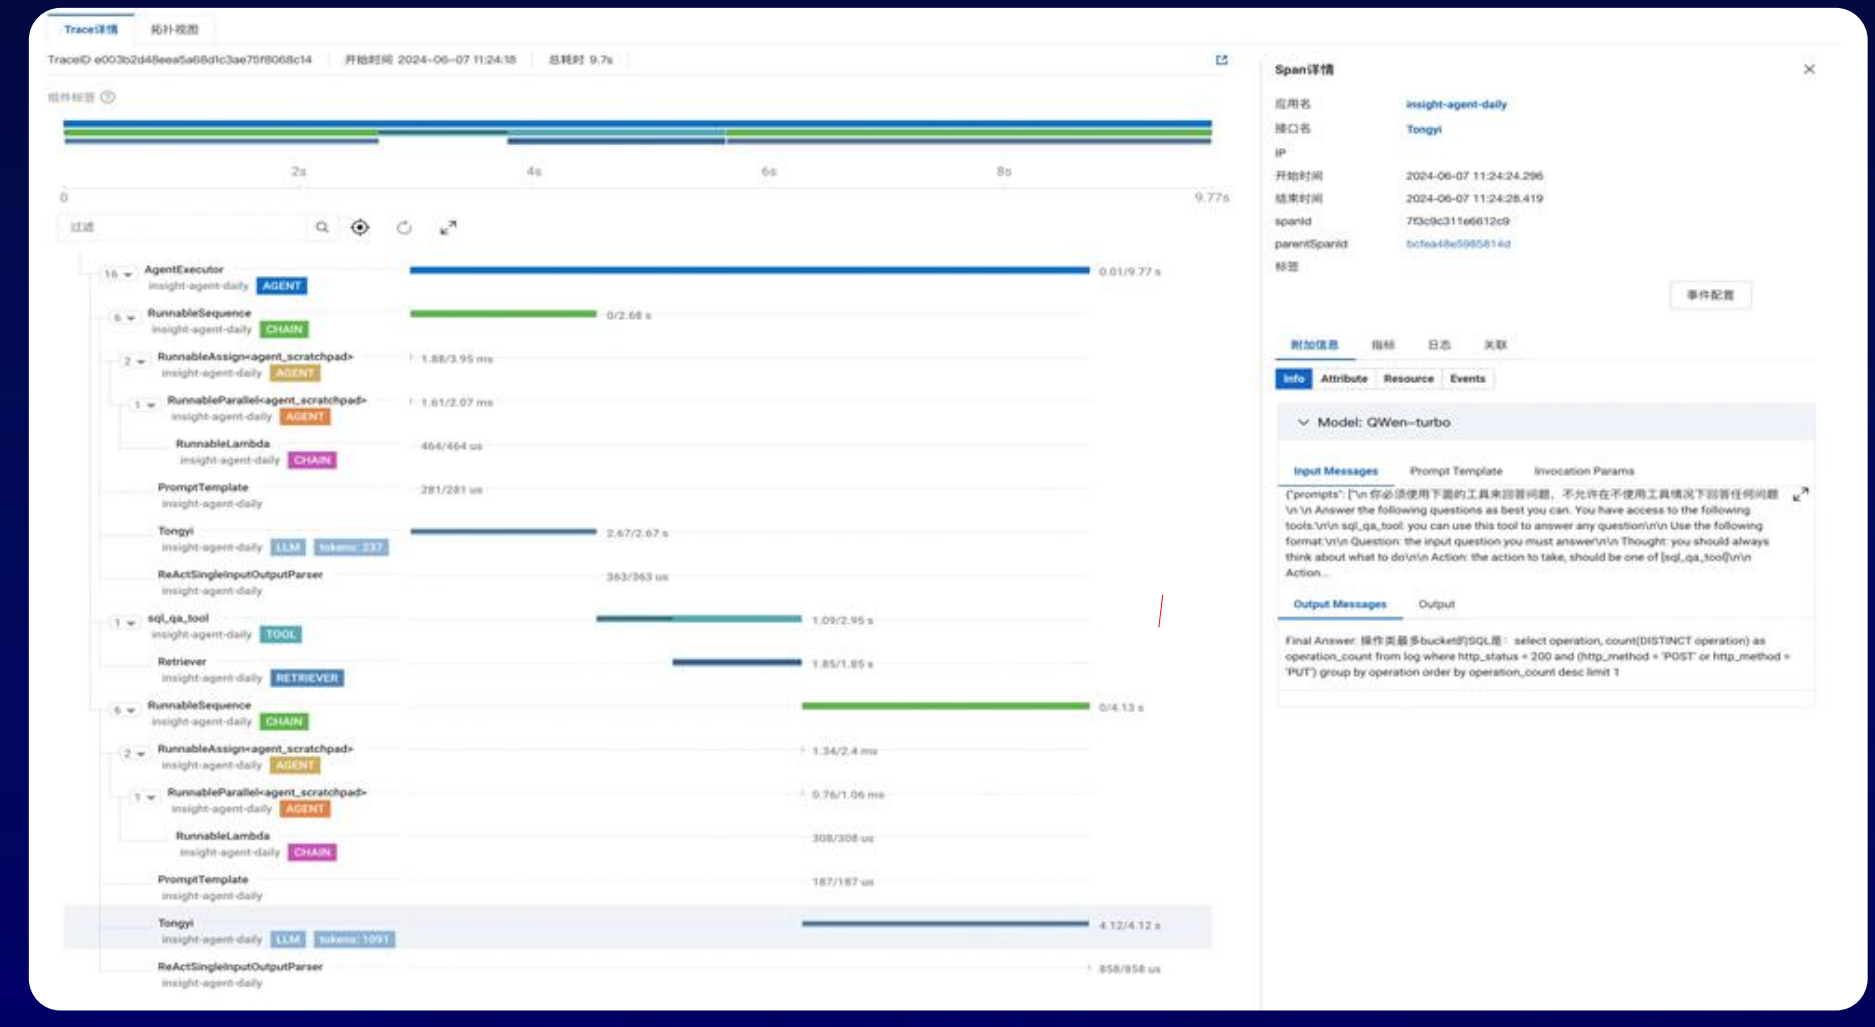 Trace详情 拓扑视图
TraceID e003b2d48eea5a68d1c3ae75f8068c14 开始时间 2024-06-07 11:24:18 总耗时 9.7s
组件标签
2s 4s 6s 8s
0 9.77s
过滤
16 AgentExecutor 0.01/9.77 s
insight-agent-daily AGENT
6 RunnableSequence 0/2.68 s
insight-agent-daily CHAIN
2 RunnableAssign<agent_scratchpad> 1.88/3.95 ms
insight-agent-daily AGENT
1 RunnableParallel<agent_scratchpad> 1.61/2.07 ms
insight-agent-daily AGENT
RunnableLambda 464/464 us
insight-agent-daily CHAIN
PromptTemplate 281/281 us
insight-agent-daily
Tongyi 2.67/2.67 s
insight-agent-daily LLM tokens: 237
ReActSingleInputOutputParser 363/363 us
insight-agent-daily
1 sql_qa_tool 1.09/2.95 s
insight-agent-daily TOOL
Retriever 1.85/1.85 s
insight-agent-daily RETRIEVER
6 RunnableSequence 0/4.13 s
insight-agent-daily CHAIN
2 RunnableAssign<agent_scratchpad> 1.34/2.4 ms
insight-agent-daily AGENT
1 RunnableParallel<agent_scratchpad> 0.76/1.06 ms
insight-agent-daily AGENT
RunnableLambda 308/308 us
insight-agent-daily CHAIN
PromptTemplate 187/187 us
insight-agent-daily
Tongyi 4.12/4.12 s
insight-agent-daily LLM tokens: 1091
ReActSingleInputOutputParser 858/858 us
insight-agent-daily
Span详情
应用名 insight-agent-daily
接口名 Tongyi
IP
开始时间 2024-06-07 11:24:24.296
结束时间 2024-06-07 11:24:28.419
spanId 7f3c9c311e6612c9
parentSpanId bcfea48e5985814d
标签
事件配置
附加信息 指标 日志 关联
Info Attribute Resource Events
Model: QWen-turbo
Input Messages Prompt Template Invocation Params
{"prompts": ["\n 你必须使用下面的工具来回答问题，不允许在不使用工具情况下回答任何问题
\n \n Answer the following questions as best you can. You have access to the following
tools:\n\n sql_qa_tool: you can use this tool to answer any question\n\n Use the following
format:\n\n Question: the input question you must answer\n\n Thought: you should always
think about what to do\n\n Action: the action to take, should be one of [sql_qa_tool]\n\n
Action...
Output Messages Output
Final Answer: 操作类最多bucket的SQL是： select operation, count(DISTINCT operation) as
operation_count from log where http_status = 200 and (http_method = 'POST' or http_method =
'PUT') group by operation order by operation_count desc limit 1